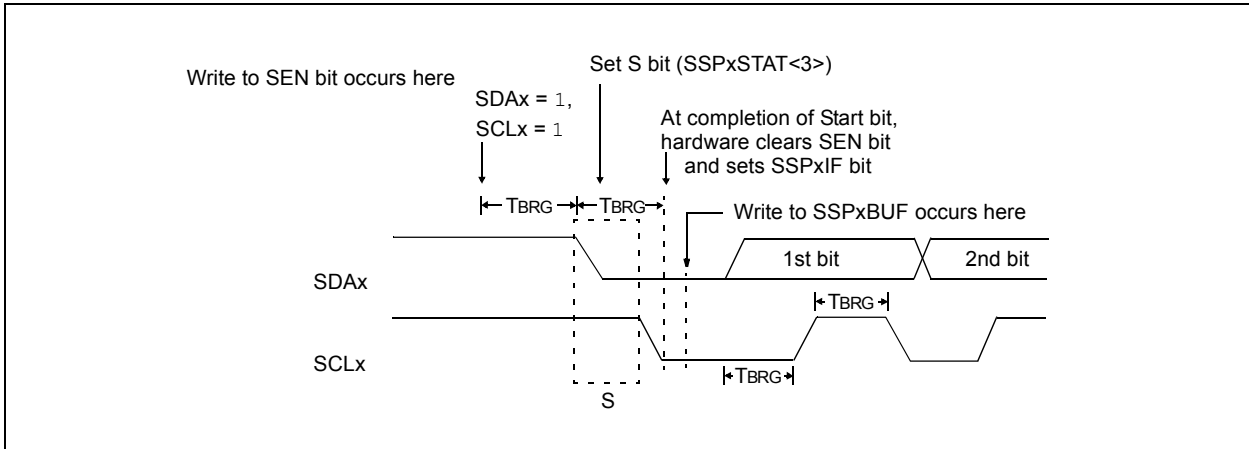 Write to SEN bit occurs here
SDAx = 1,
SCLx = 1
Set S bit (SSPxSTAT<3>)
At completion of Start bit,
hardware clears SEN bit
and sets SSPxIF bit
TBRG TBRG
Write to SSPxBUF occurs here
SDAx
1st bit 2nd bit
TBRG
SCLx
TBRG
S